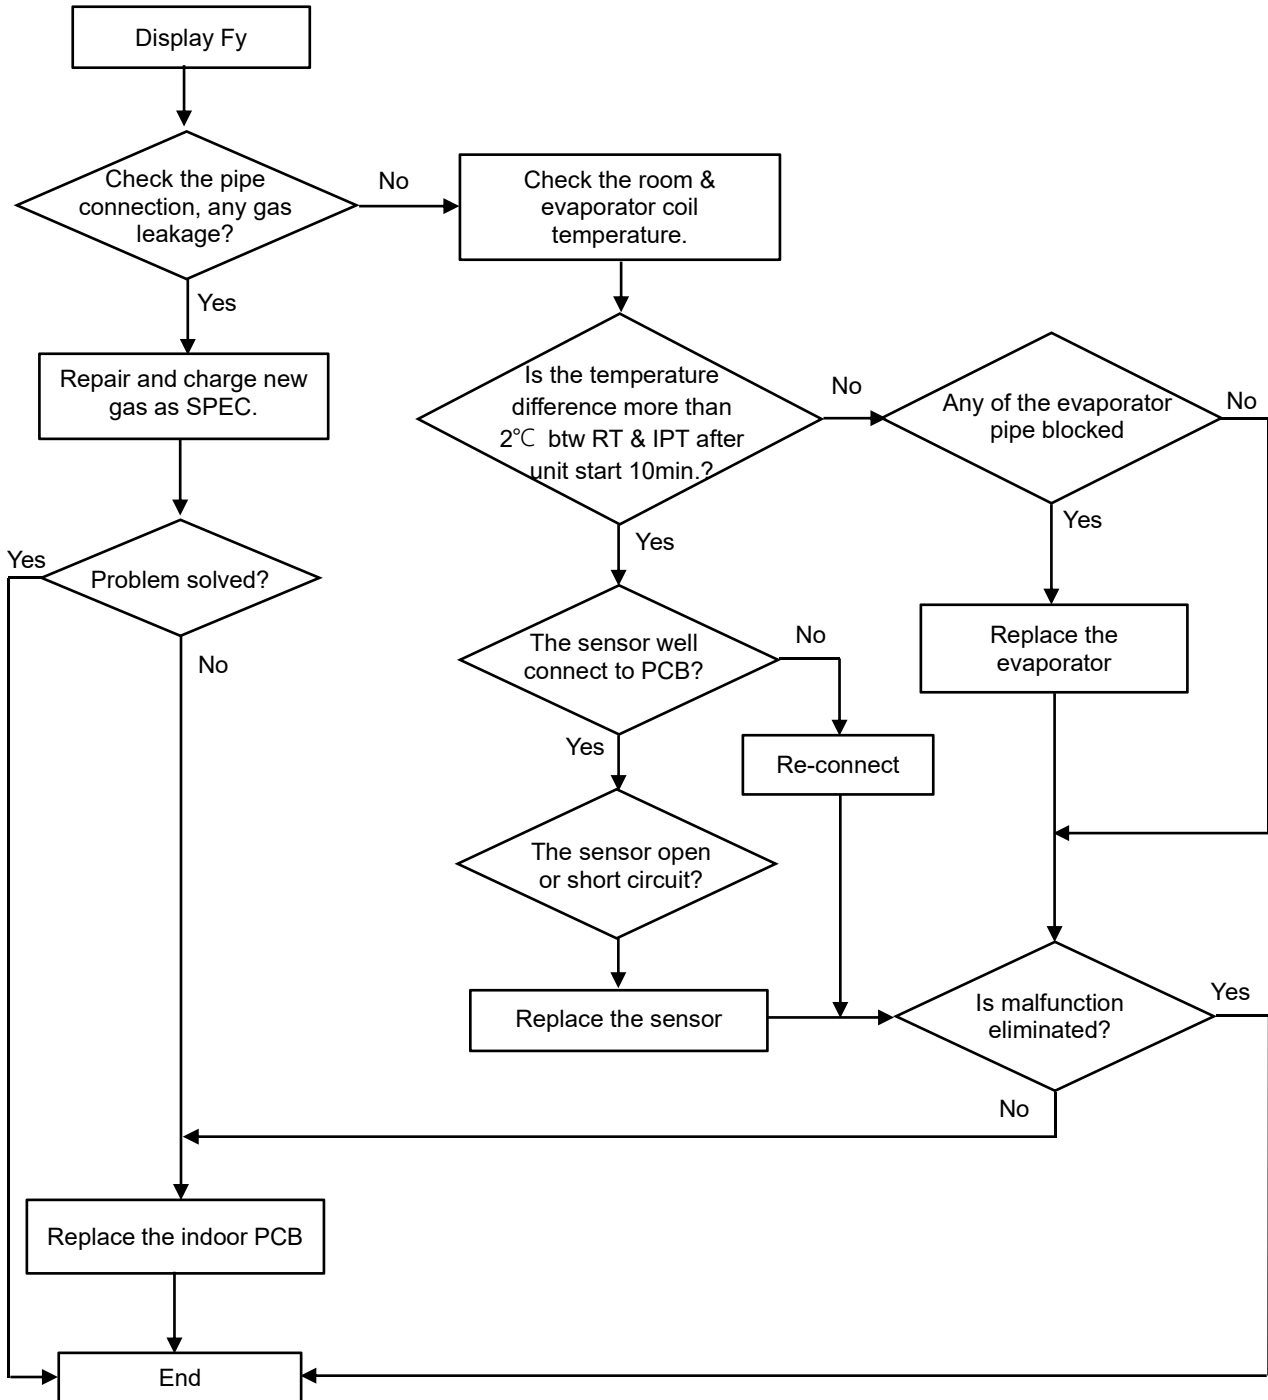 Display Fy
Check the pipe
connection, any gas
leakage?
No
Check the room &
evaporator coil
temperature.
Yes
Repair and charge new
gas as SPEC.
Is the temperature
difference more than
2℃ btw RT & IPT after
unit start 10min.?
No
Any of the evaporator
pipe blocked
No
Yes
Yes
Yes
Problem solved?
No
The sensor well
connect to PCB?
No
Replace the
evaporator
Yes
Re-connect
The sensor open
or short circuit?
Replace the sensor
Is malfunction
eliminated?
Yes
No
Replace the indoor PCB
End